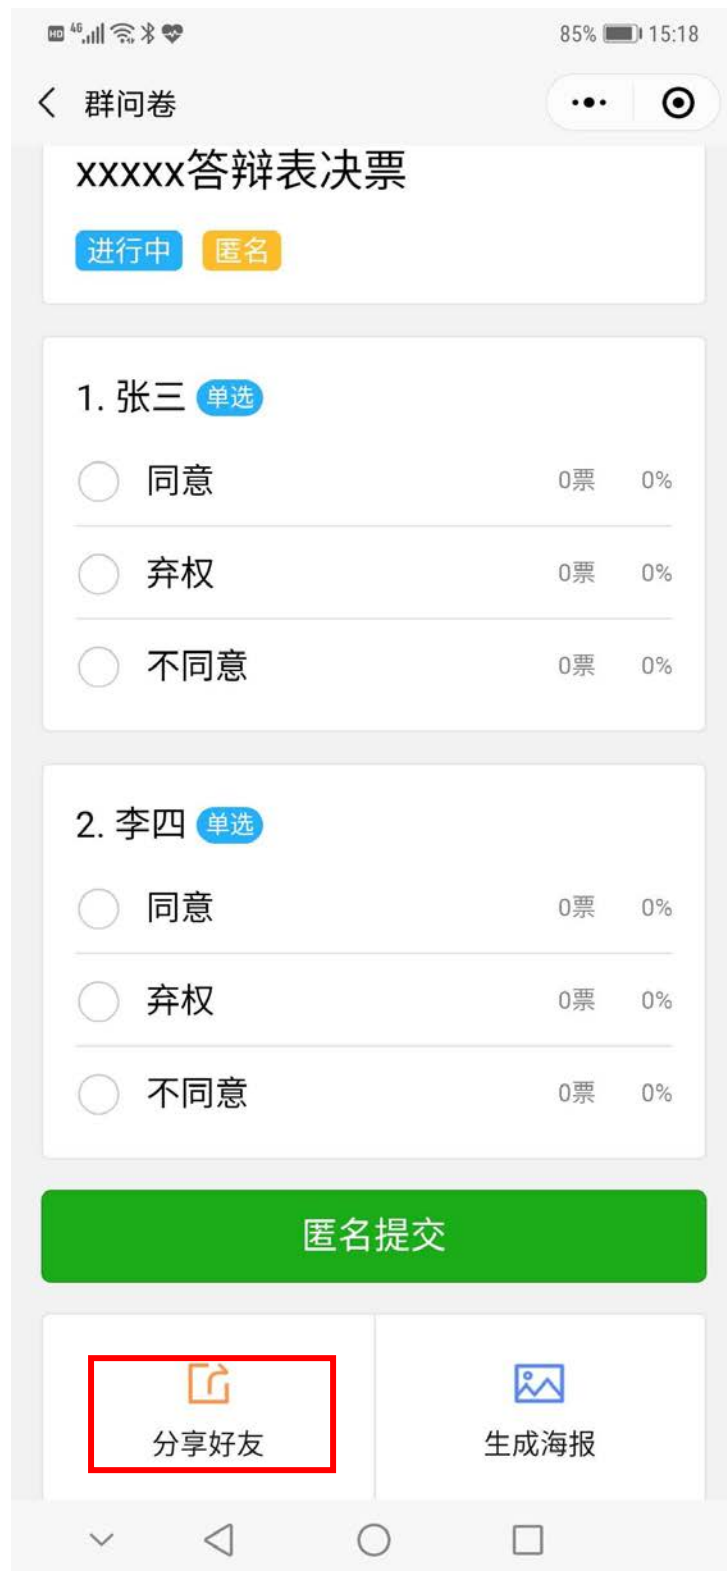 HD 4G 85% 15:18
群问卷
xxxxx答辩表决票
进行中 匿名
1. 张三 单选
同意 0票 0%
弃权 0票 0%
不同意 0票 0%
2. 李四 单选
同意 0票 0%
弃权 0票 0%
不同意 0票 0%
匿名提交
分享好友 生成海报